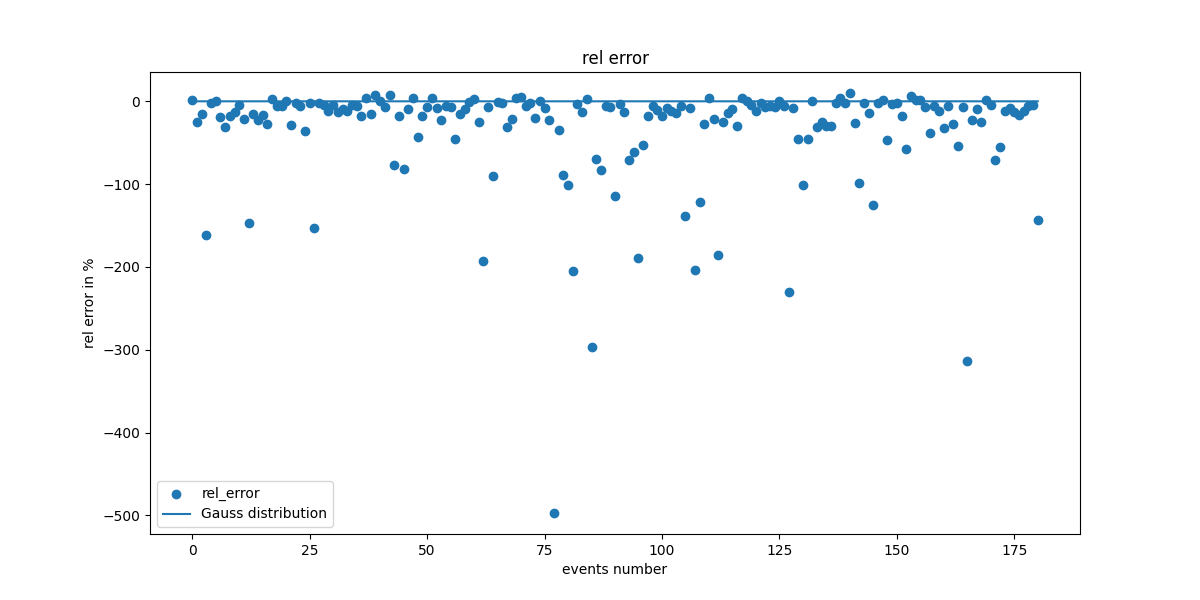 rel error
0
−100
−200
−300
−400
−500
rel error in %
rel_error
Gauss distribution
0
25
50
75
100
125
150
175
events number